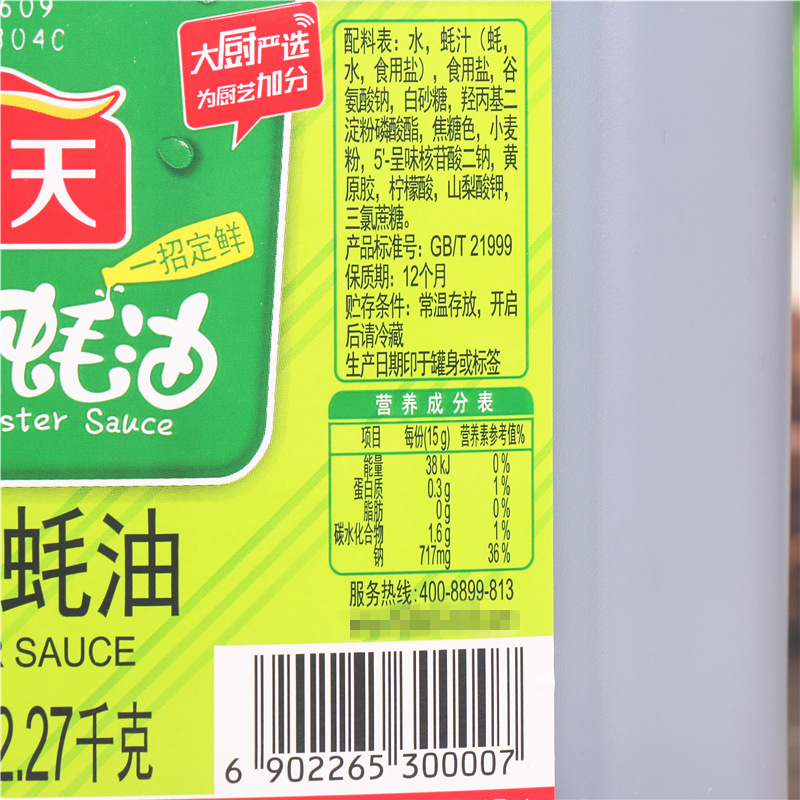 609
304C
大厨严选
为厨艺加分
天
一招定鲜
蚝油
ster Sauce
蚝油
R SAUCE
2.27千克
配料表：水，蚝汁（蚝，
水，食用盐），食用盐，谷
氨酸钠，白砂糖，羟丙基二
淀粉磷酸酯，焦糖色，小麦
粉，5'-呈味核苷酸二钠，黄
原胶，柠檬酸，山梨酸钾，
三氯蔗糖。
产品标准号：GB/T 21999
保质期：12个月
贮存条件：常温存放，开启
后请冷藏
生产日期印于罐身或标签
营养成分表
项目 每份(15g) 营养素参考值%
能量 38kJ 0%
蛋白质 0.3g 1%
脂肪 0g 0%
碳水化合物 1.6g 1%
钠 717mg 36%
服务热线:400-8899-813
6 902265 300007